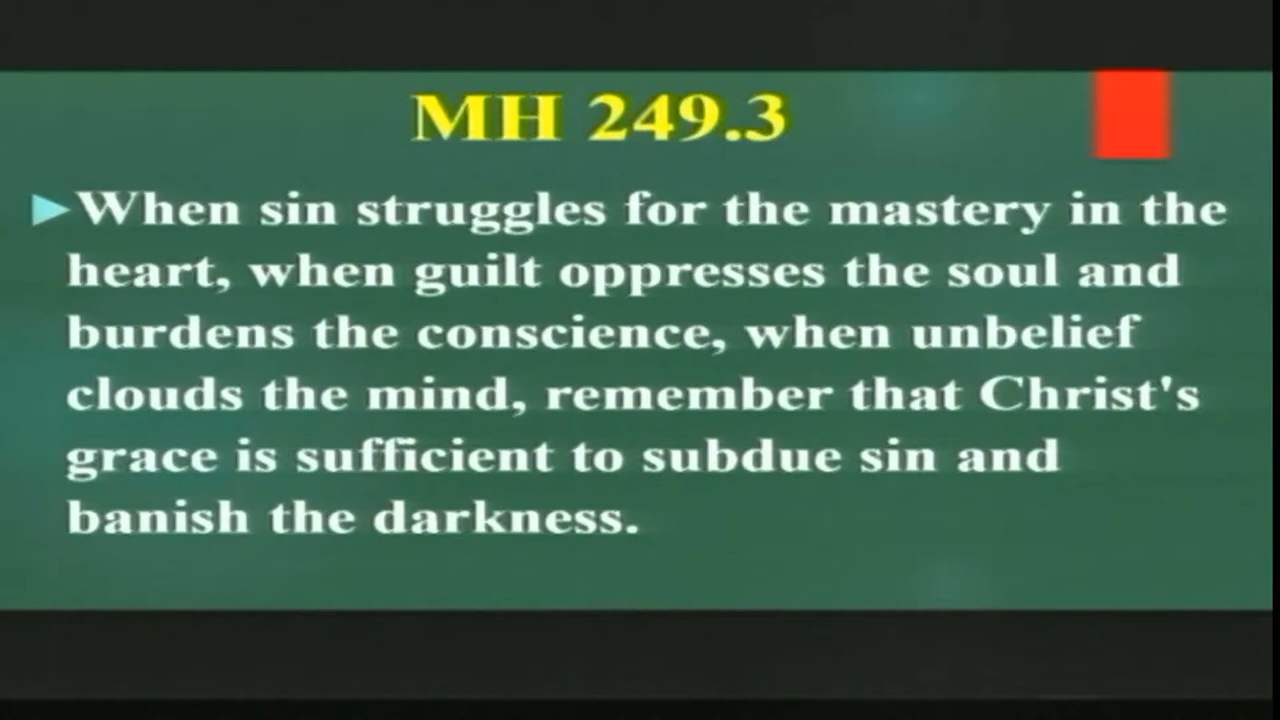 MH 249.3
When sin struggles for the mastery in the
heart, when guilt oppresses the soul and
burdens the conscience, when unbelief
clouds the mind, remember that Christ's
grace is sufficient to subdue sin and
banish the darkness.